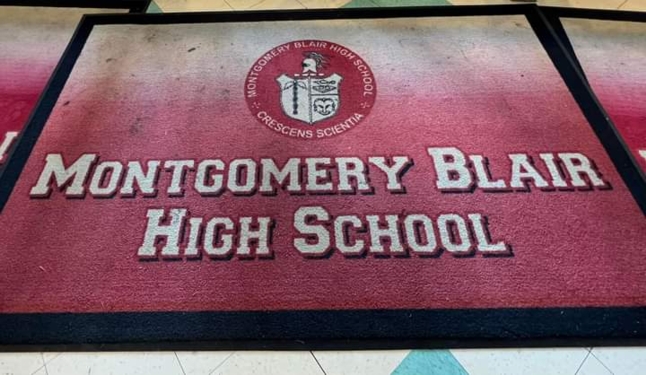 MONTGOMERY BLAIR HIGH SCHOOL
CRESCENS SCIENTIA
MONTGOMERY BLAIR
HIGH SCHOOL